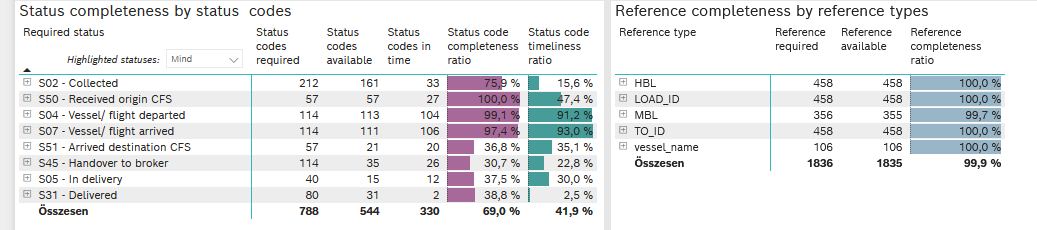 Status completeness by status codes
Required status Status codes required Status codes available Status codes in time Status code completeness ratio Status code timeliness ratio
Highlighted statuses: Mind
S02 - Collected 212 161 33 75,9 % 15,6 %
S50 - Received origin CFS 57 57 27 100,0 % 47,4 %
S04 - Vessel/ flight departed 114 113 104 99,1 % 91,2 %
S07 - Vessel/ flight arrived 114 111 106 97,4 % 93,0 %
S51 - Arrived destination CFS 57 21 20 36,8 % 35,1 %
S45 - Handover to broker 114 35 26 30,7 % 22,8 %
S05 - In delivery 40 15 12 37,5 % 30,0 %
S31 - Delivered 80 31 2 38,8 % 2,5 %
Összesen 788 544 330 69,0 % 41,9 %
Reference completeness by reference types
Reference type Reference required Reference available Reference completeness ratio
HBL 458 458 100,0 %
LOAD_ID 458 458 100,0 %
MBL 356 355 99,7 %
TO_ID 458 458 100,0 %
vessel_name 106 106 100,0 %
Összesen 1836 1835 99,9 %